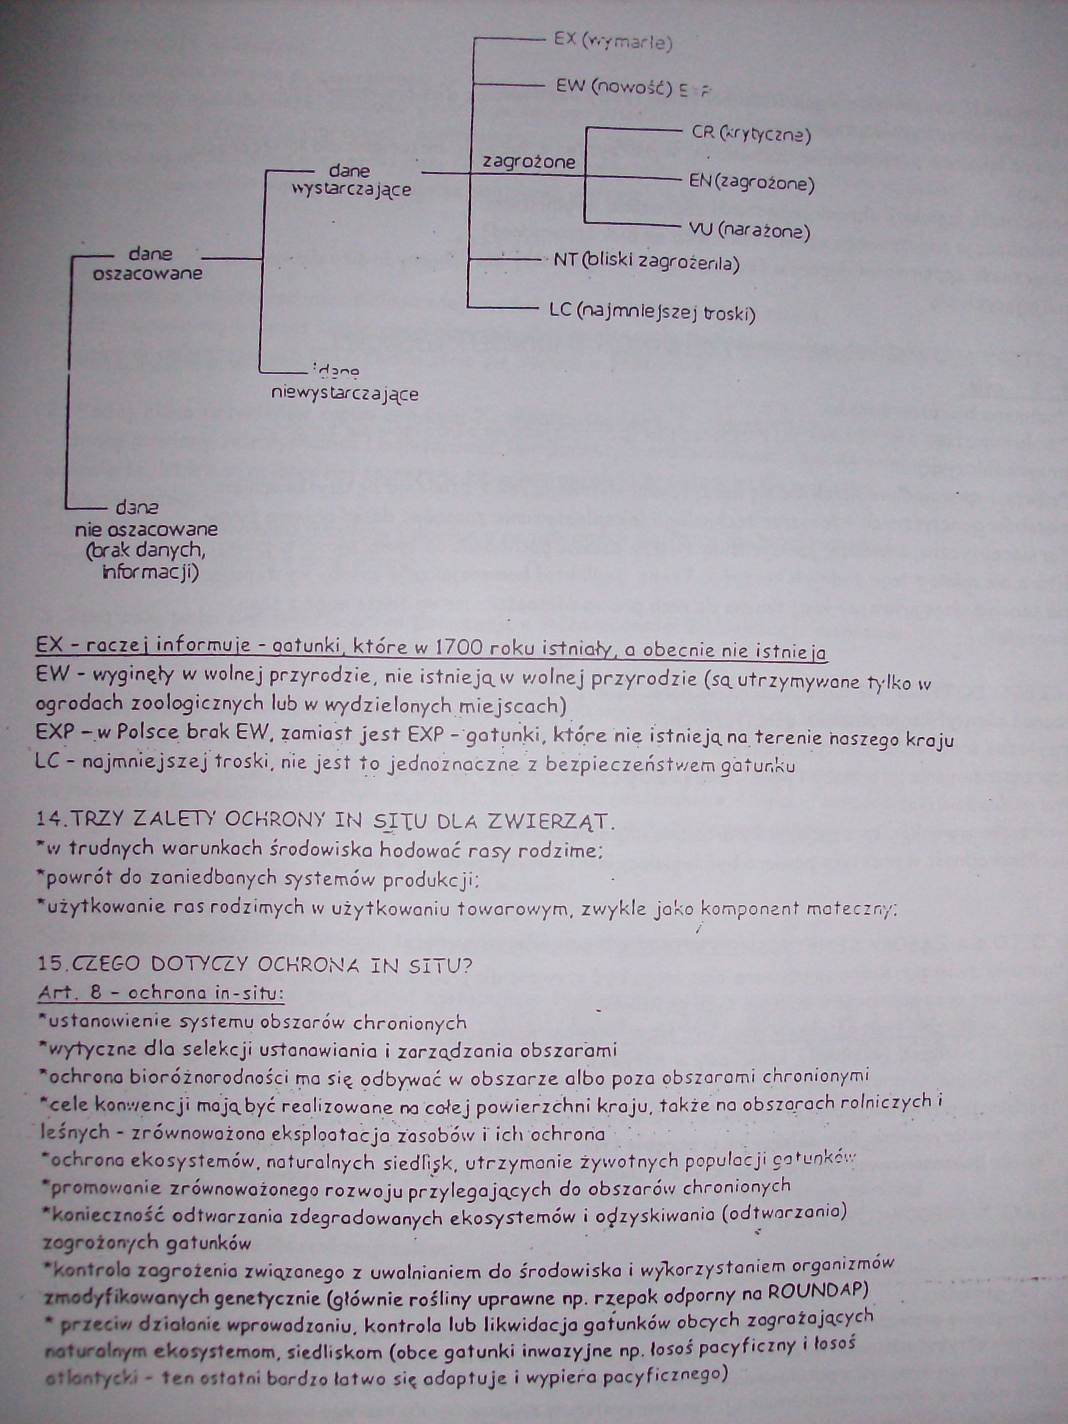 EX (wymarłe)
EW (nowość)
CR (krytyczne)
zagrożone
dane
wystarczające
EN (zagrożone)
VU (narażone)
dane
oszacowane
NT (bliski zagrożenia)
LC (najmniejszej troski)
dane
niewystarczające
dane
nie oszacowane
(brak danych,
informacji)
EX - raczej informuje - gatunki, które w 1700 roku istniały, a obecnie nie istnieją
EW - wyginęły w wolnej przyrodzie, nie istnieją w wolnej przyrodzie (są utrzymywane tylko w
ogrodach zoologicznych lub w wydzielonych miejscach)
EXP - w Polsce brak EW, zamiast jest EXP - gatunki, które nie istnieją na terenie naszego kraju
LC - najmniejszej troski, nie jest to jednoznaczne z bezpieczeństwem gatunku
14.TRZY ZALETY OCHRONY IN SITU DLA ZWIERZĄT.
*w trudnych warunkach środowiska hodować rasy rodzime;
*powrót do zaniedbanych systemów produkcji;
*użytkowanie ras rodzimych w użytkowaniu towarowym, zwykle jako komponent mateczny;
15.CZEGO DOTYCZY OCHRONA IN SITU?
Art. 8 - ochrona in-situ:
*ustanowienie systemu obszarów chronionych
*wytyczne dla selekcji ustanawiania i zarządzania obszarami
*ochrona bioróżnorodności ma się odbywać w obszarze albo poza obszarami chronionymi
*cele konwencji mają być realizowane na całej powierzchni kraju, także na obszarach rolniczych i
leśnych - zrównoważona eksploatacja zasobów i ich ochrona
*ochrona ekosystemów, naturalnych siedlisk, utrzymanie żywotnych populacji gatunków
*promowanie zrównoważonego rozwoju przylegających do obszarów chronionych
*konieczność odtwarzania zdegradowanych ekosystemów i odzyskiwania (odtwarzania)
zagrożonych gatunków
*kontrola zagrożenia związanego z uwalnianiem do środowiska i wykorzystaniem organizmów
zmodyfikowanych genetycznie (głównie rośliny uprawne np. rzepak odporny na ROUNDAP)
* przeciw działanie wprowadzaniu, kontrola lub likwidacja gatunków obcych zagrażających
naturalnym ekosystemom, siedliskom (obce gatunki inwazyjne np. łosoś pacyficzny i łosoś
atlantycki - ten ostatni bardzo łatwo się adaptuje i wypiera pacyficznego)